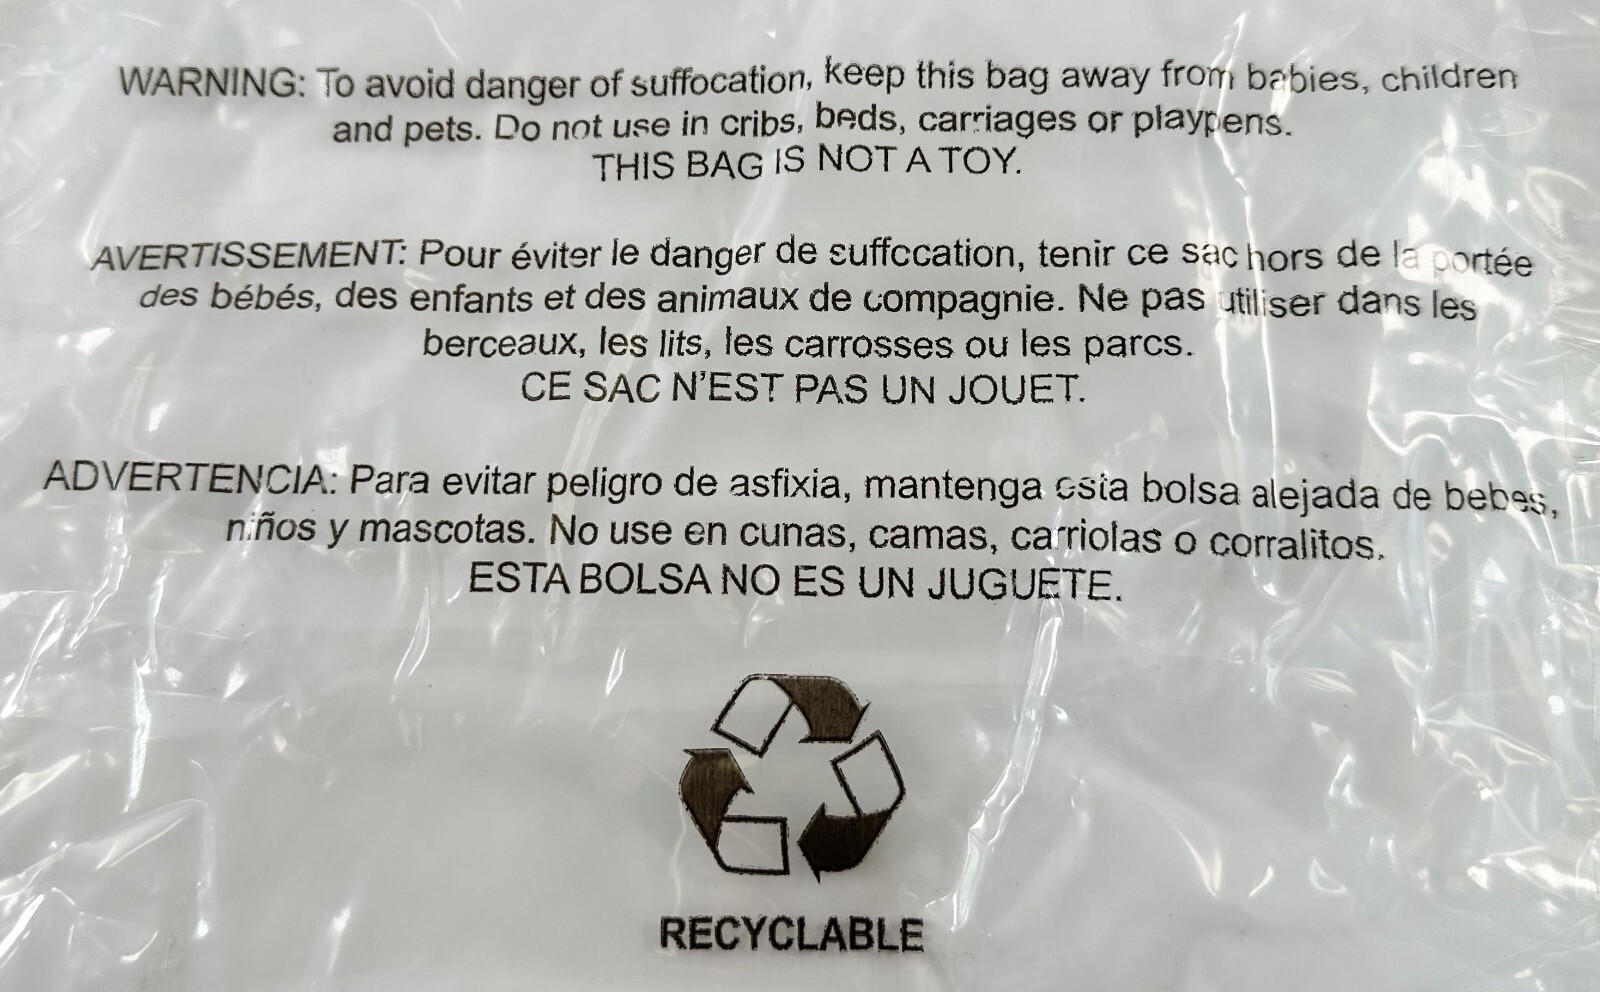 WARNING: To avoid danger of suffocation, keep this bag away from babies, children
and pets. Do not use in cribs, beds, carriages or playpens.
THIS BAG IS NOT A TOY.
AVERTISSEMENT: Pour éviter le danger de suffocation, tenir ce sac hors de la portée
des bébés, des enfants et des animaux de compagnie. Ne pas utiliser dans les
berceaux, les lits, les carrosses ou les parcs.
CE SAC N'EST PAS UN JOUET.
ADVERTENCIA: Para evitar peligro de asfixia, mantenga esta bolsa alejada de bebes,
niños y mascotas. No use en cunas, camas, carriolas o corralitos.
ESTA BOLSA NO ES UN JUGUETE.
RECYCLABLE